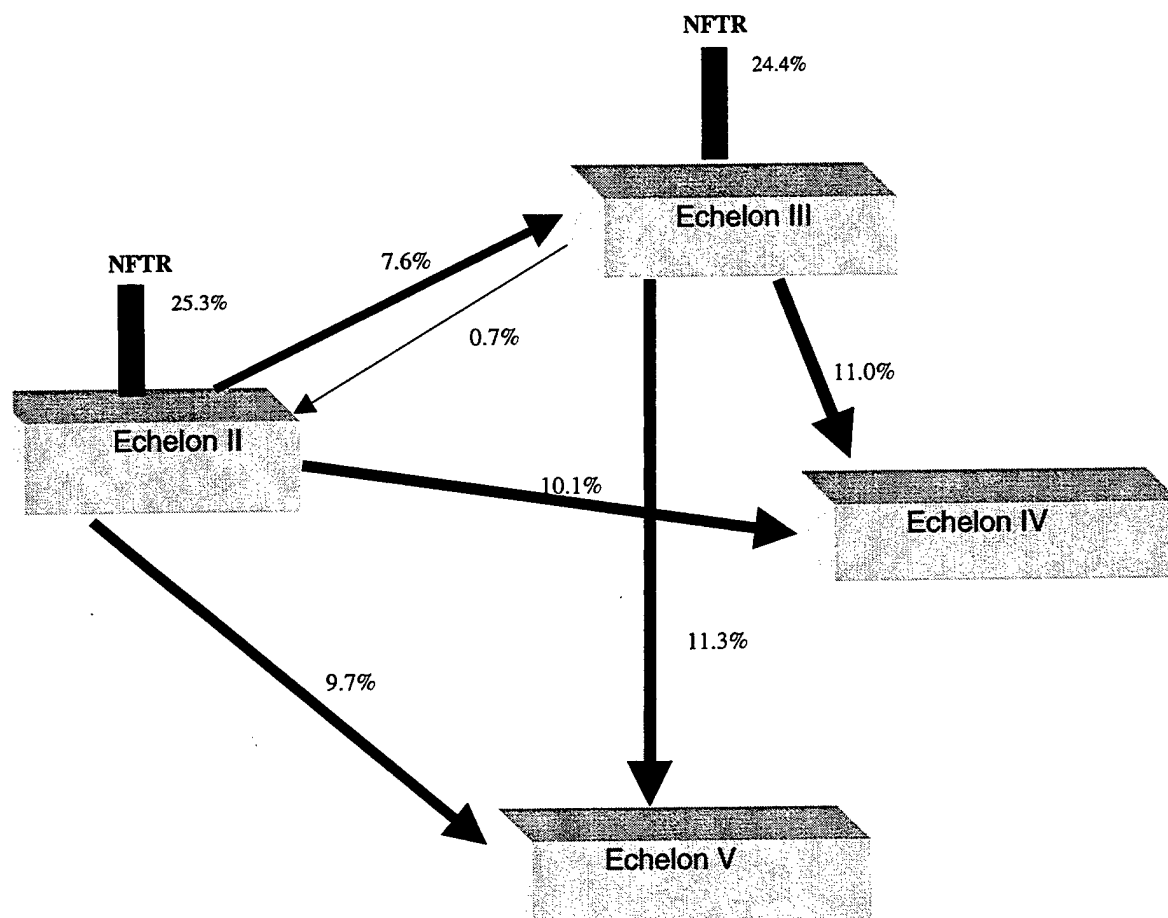 NFTR
24.4%
Echelon III
7.6%
NFTR
25.3%
0.7%
11.0%
Echelon II
10.1%
Echelon IV
11.3%
9.7%
Echelon V